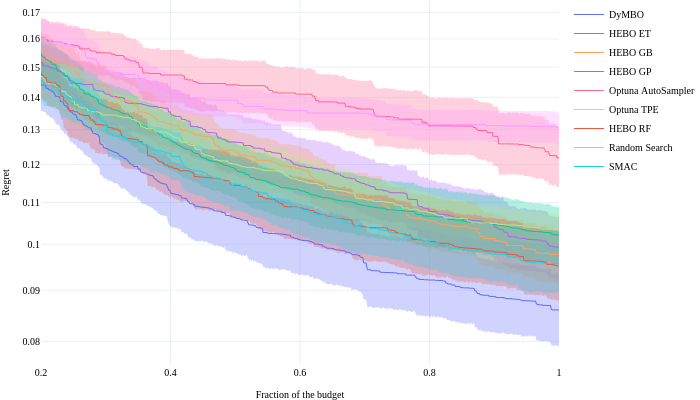 0.17
0.16
0.15
0.14
0.13
0.12
0.11
0.1
0.09
0.08
Regret
0.2
0.4
0.6
0.8
1
Fraction of the budget
DyMBO
HEBO ET
HEBO GB
HEBO GP
Optuna AutoSampler
Optuna TPE
HEBO RF
Random Search
SMAC